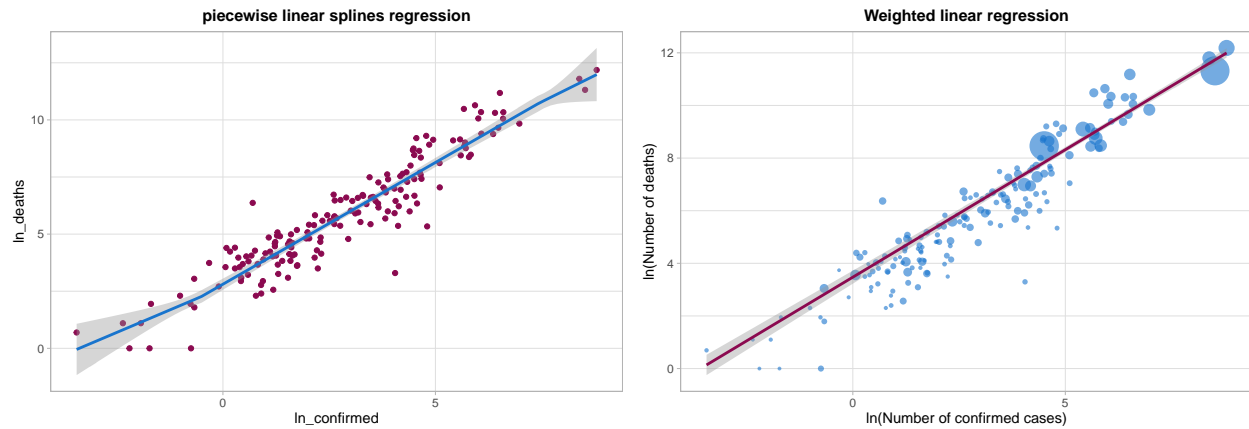 piecewise linear splines regression
ln_deaths
10
5
0
0
5
ln_confirmed
Weighted linear regression
ln(Number of deaths)
12
8
4
0
0
5
ln(Number of confirmed cases)